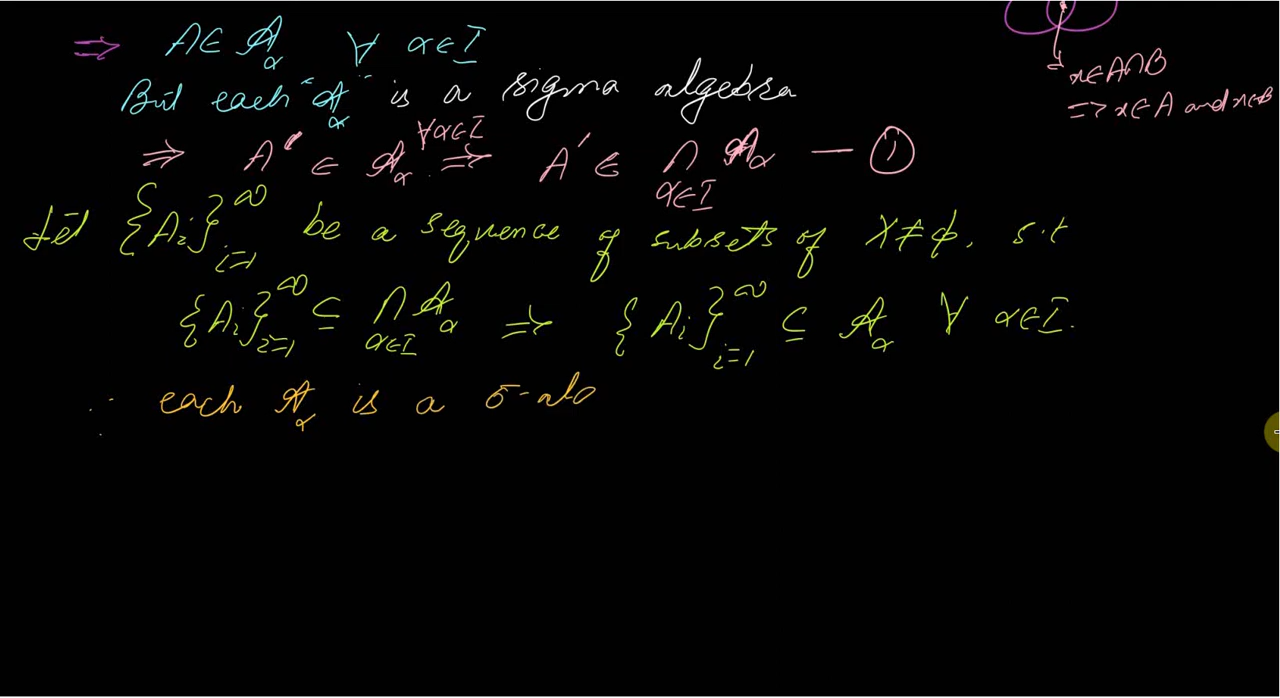 ⇒ A ∈ 𝒜_α ∀ α∈I
But each "𝒜_α" is a sigma algebra
⇒ A' ∈ 𝒜_α ∀α∈I ⇒ A' ∈ ∩_{α∈I} 𝒜_α — ①
Let {A_i}_{i=1}^∞ be a sequence of subsets of X≠ϕ, s.t
{A_i}_{i=1}^∞ ⊆ ∩_{α∈I} 𝒜_α ⇒ {A_i}_{i=1}^∞ ⊆ 𝒜_α ∀ α∈I.
∵ each 𝒜_α is a σ-alg
x∈A∩B
=> x∈A and x∈B